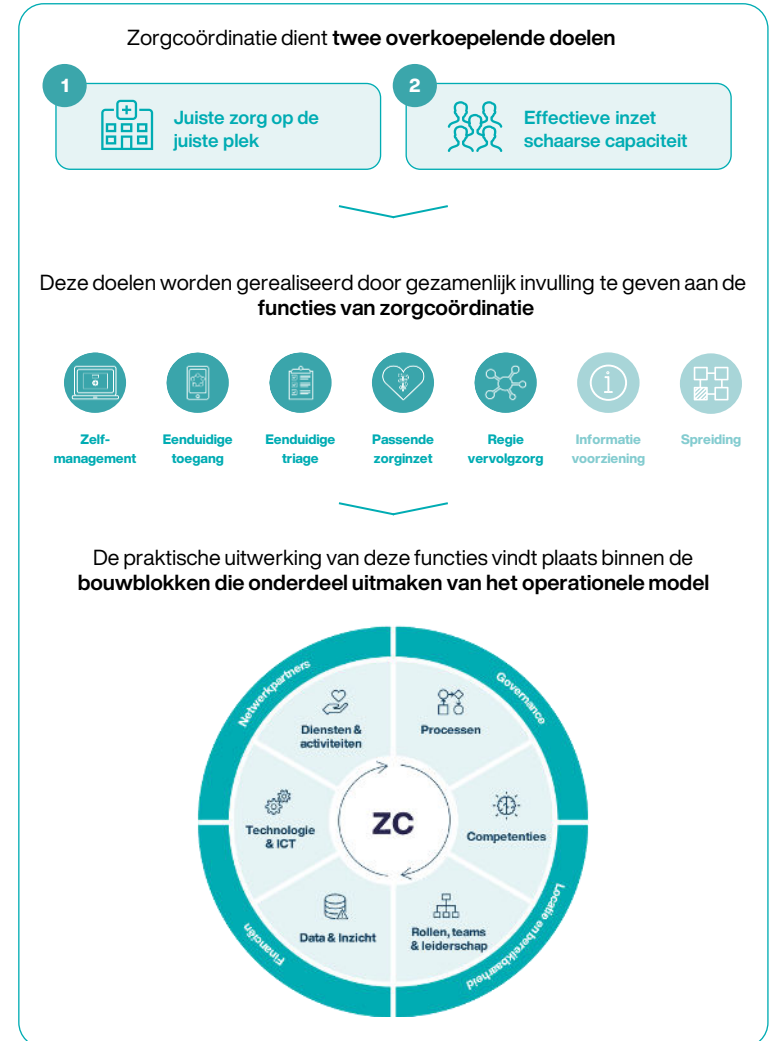 Zorgcoördinatie dient twee overkoepelende doelen
1
Juiste zorg op de
juiste plek
2
Effectieve inzet
schaarse capaciteit
Deze doelen worden gerealiseerd door gezamenlijk invulling te geven aan de
functies van zorgcoördinatie
Zelf-
management
Eenduidige
toegang
Eenduidige
triage
Passende
zorginzet
Regie
vervolgzorg
Informatie
voorziening
Spreiding
De praktische uitwerking van deze functies vindt plaats binnen de
bouwblokken die onderdeel uitmaken van het operationele model
Netwerkpartners
Governance
Diensten &
activiteiten
Processen
Technologie
& ICT
ZC
Competenties
Data & Inzicht
Rollen, teams
& leiderschap
Financiën
Locatie en bereikbaarheid